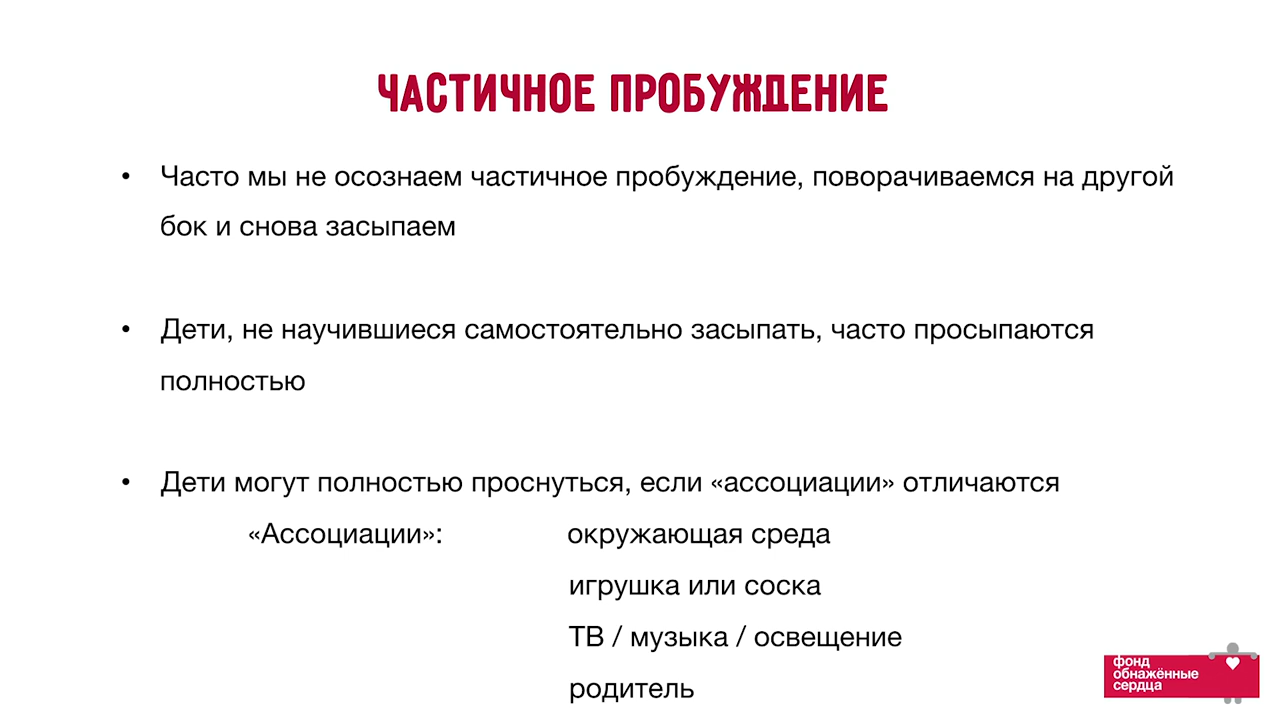 ЧАСТИЧНОЕ ПРОБУЖДЕНИЕ
• Часто мы не осознаем частичное пробуждение, поворачиваемся на другой
бок и снова засыпаем
• Дети, не научившиеся самостоятельно засыпать, часто просыпаются
полностью
• Дети могут полностью проснуться, если «ассоциации» отличаются
«Ассоциации»: окружающая среда
игрушка или соска
ТВ / музыка / освещение
родитель
фонд
обнажённые
сердца